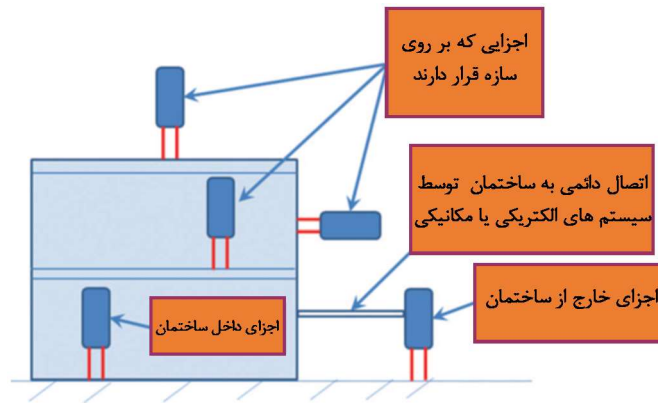 اجزایی که بر روی
سازه قرار دارند
اتصال دائمی به ساختمان توسط
سیستم های الکتریکی یا مکانیکی
اجزای خارج از ساختمان
اجزای داخل ساختمان